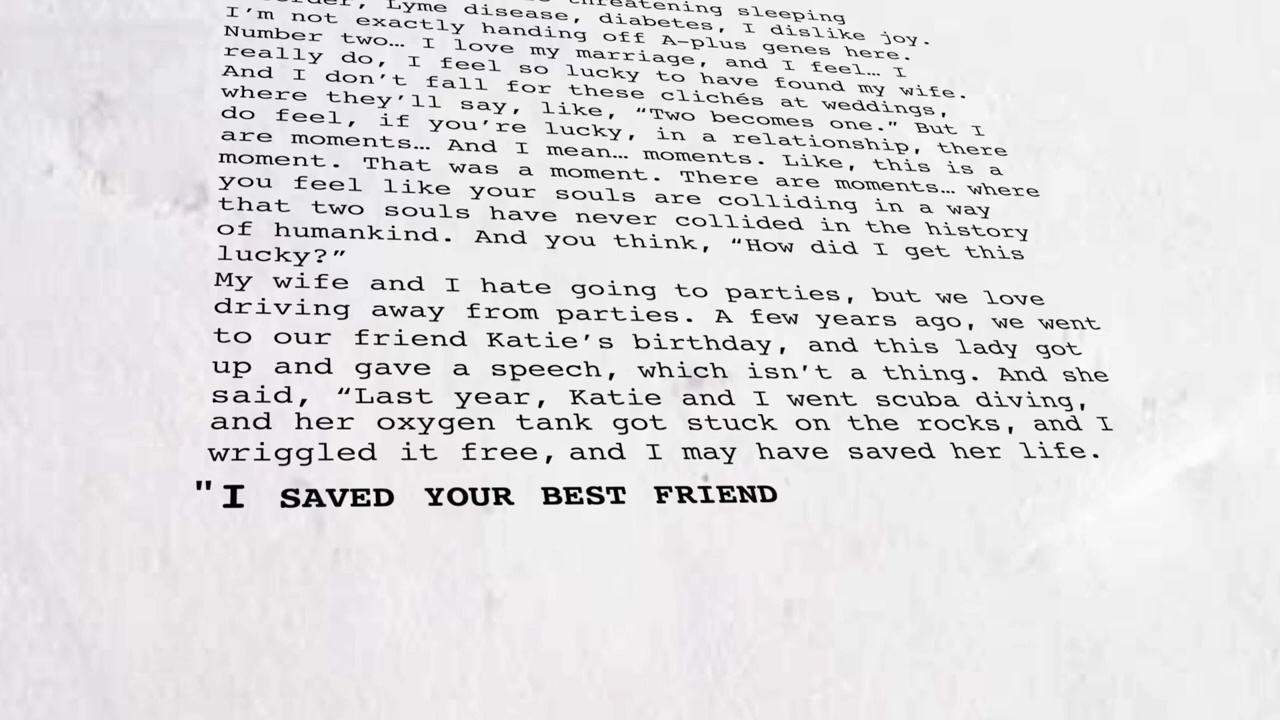 Lyme disease, diabetes, I dislike joy.
threatening sleeping
I’m not exactly handing off A-plus genes here.
Number two… I love my marriage, and I feel… I
really do, I feel so lucky to have found my wife.
And I don’t fall for these clichés at weddings,
where they’ll say, like, “Two becomes one.” But I
do feel, if you’re lucky, in a relationship, there
are moments… And I mean… moments. Like, this is a
moment. That was a moment. There are moments… where
you feel like your souls are colliding in a way
that two souls have never collided in the history
of humankind. And you think, “How did I get this
lucky?”
My wife and I hate going to parties, but we love
driving away from parties. A few years ago, we went
to our friend Katie’s birthday, and this lady got
up and gave a speech, which isn’t a thing. And she
said, “Last year, Katie and I went scuba diving,
and her oxygen tank got stuck on the rocks, and I
wriggled it free, and I may have saved her life.
"I SAVED YOUR BEST FRIEND